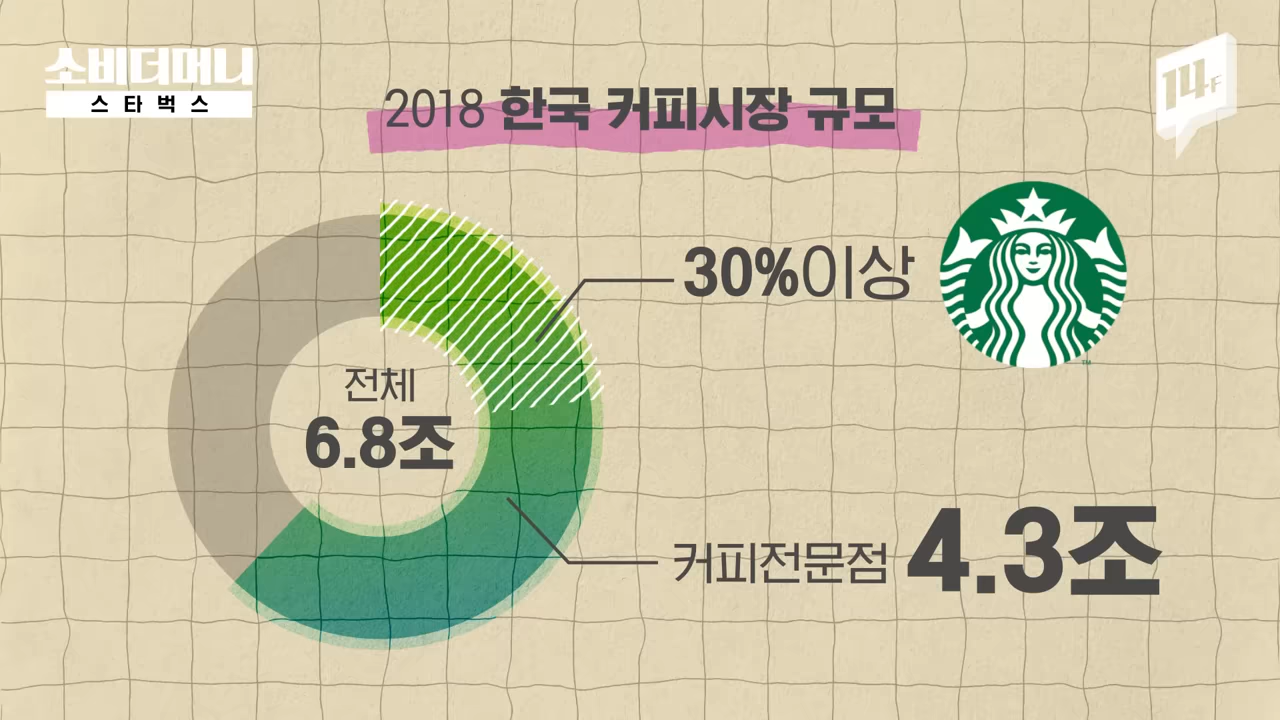 소비더머니
스타벅스
14F
2018 한국 커피시장 규모
30%이상
TM
전체
6.8조
커피전문점 4.3조